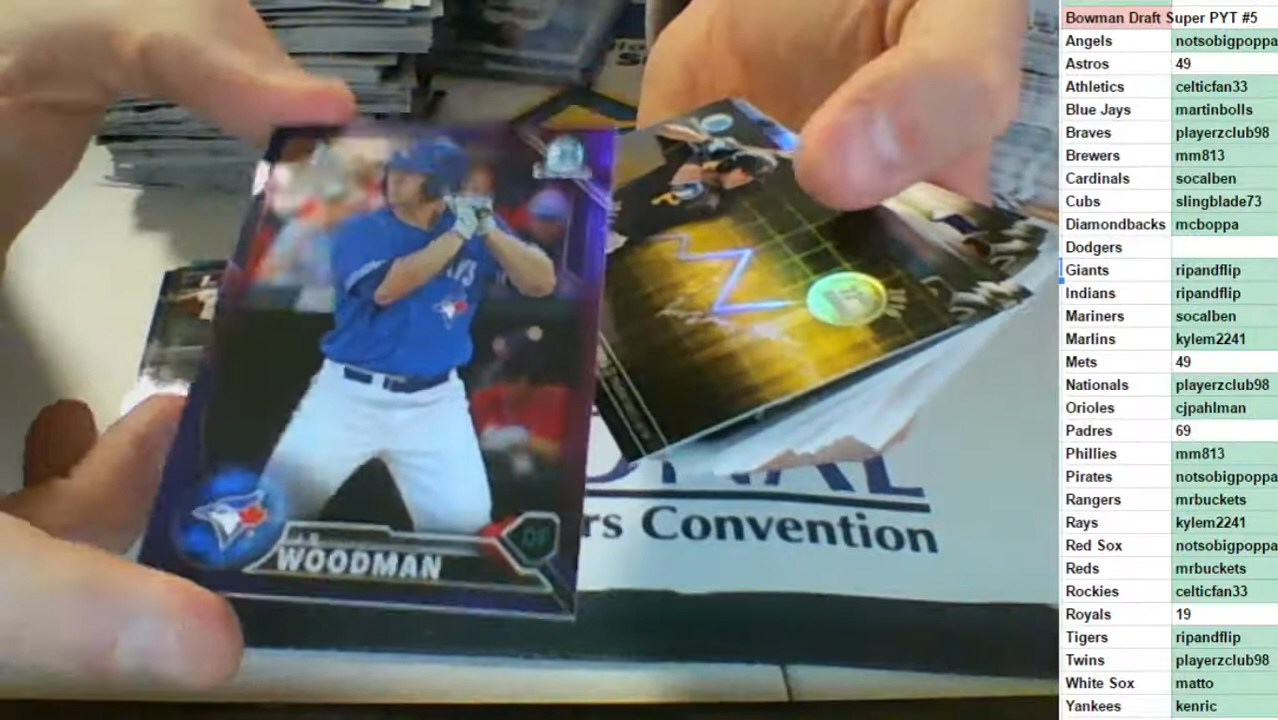 Bowman Draft Super PYT #5
Angels notsobigpoppa
Astros 49
Athletics celticfan33
Blue Jays martinbolls
Braves playerzclub98
Brewers mm813
Cardinals socalben
Cubs slingblade73
Diamondbacks mcboppa
Dodgers
Giants ripandflip
Indians ripandflip
Mariners socalben
Marlins kylem2241
Mets 49
Nationals playerzclub98
Orioles cjpahlman
Padres 69
Phillies mm813
Pirates notsobigpoppa
Rangers mrbuckets
Rays kylem2241
Red Sox notsobigpoppa
Reds mrbuckets
Rockies celticfan33
Royals 19
Tigers ripandflip
Twins playerzclub98
White Sox matto
Yankees kenric
OF
WOODMAN
rs Convention